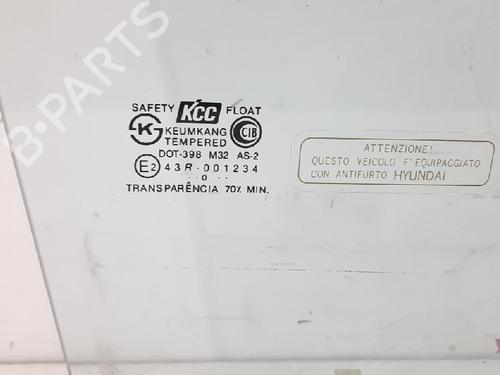 B-PARTS
SAFETY KCC FLOAT
KEUMKANG
TEMPERED
CIB
DOT-398 M32 AS-2
E2 43R-001234
··0··
TRANSPARÊNCIA 70% MIN.
ATTENZIONE!
QUESTO VEICOLO E' EQUIPAGGIATO
CON ANTIFURTO HYUNDAI